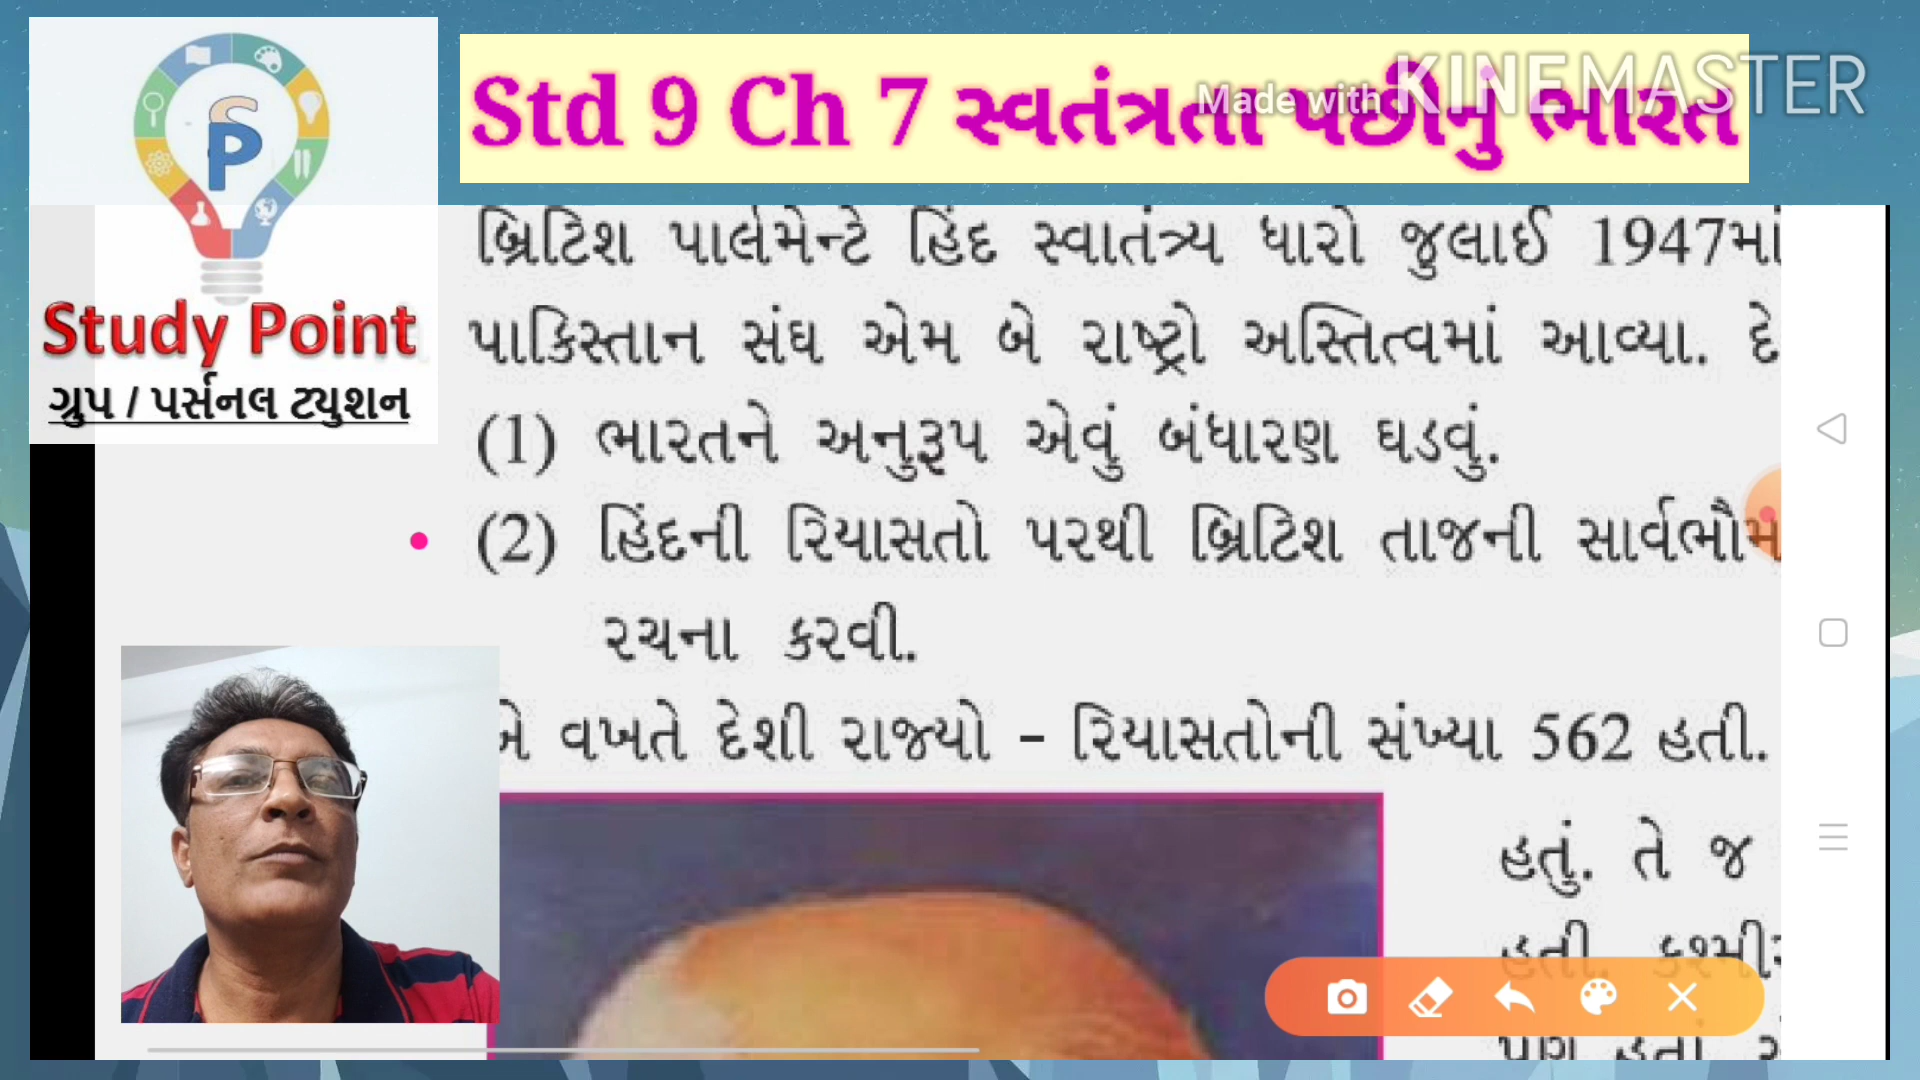 Std 9 Ch 7 સ્વતંત્રતા પછીનું ભારત
Made with KINEMASTER
Study Point
ગ્રુપ / પર્સનલ ટ્યુશન
બ્રિટિશ પાર્લમેન્ટે હિંદ સ્વાતંત્ર્ય ધારો જુલાઈ 1947માં
પાકિસ્તાન સંઘ એમ બે રાષ્ટ્રો અસ્તિત્વમાં આવ્યા. દે
(1) ભારતને અનુરૂપ એવું બંધારણ ઘડવું.
(2) હિંદની રિયાસતો પરથી બ્રિટિશ તાજની સાર્વભૌમ
રચના કરવી.
વખતે દેશી રાજ્યો – રિયાસતોની સંખ્યા 562 હતી.
હતું. તે જ
હતી.